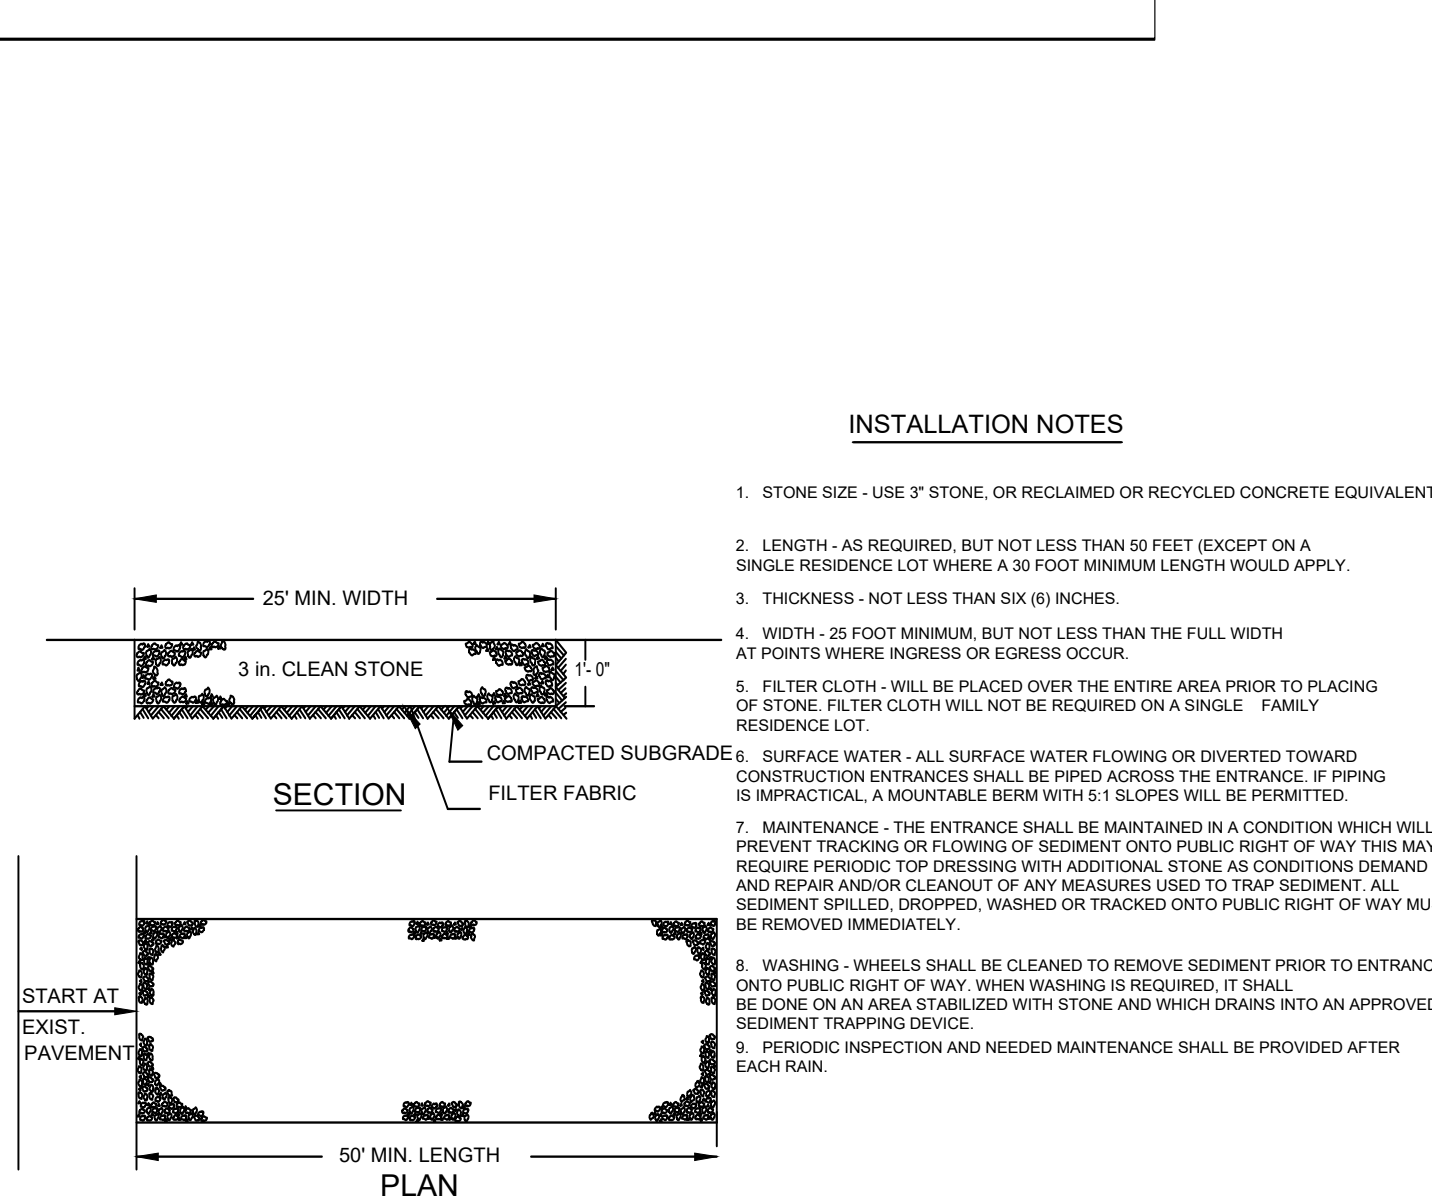 INSTALLATION NOTES
1. STONE SIZE - USE 3" STONE, OR RECLAIMED OR RECYCLED CONCRETE EQUIVALENT
2. LENGTH - AS REQUIRED, BUT NOT LESS THAN 50 FEET (EXCEPT ON A
SINGLE RESIDENCE LOT WHERE A 30 FOOT MINIMUM LENGTH WOULD APPLY.
3. THICKNESS - NOT LESS THAN SIX (6) INCHES.
4. WIDTH - 25 FOOT MINIMUM, BUT NOT LESS THAN THE FULL WIDTH
AT POINTS WHERE INGRESS OR EGRESS OCCUR.
5. FILTER CLOTH - WILL BE PLACED OVER THE ENTIRE AREA PRIOR TO PLACING
OF STONE. FILTER CLOTH WILL NOT BE REQUIRED ON A SINGLE FAMILY
RESIDENCE LOT.
6. SURFACE WATER - ALL SURFACE WATER FLOWING OR DIVERTED TOWARD
CONSTRUCTION ENTRANCES SHALL BE PIPED ACROSS THE ENTRANCE. IF PIPING
IS IMPRACTICAL, A MOUNTABLE BERM WITH 5:1 SLOPES WILL BE PERMITTED.
7. MAINTENANCE - THE ENTRANCE SHALL BE MAINTAINED IN A CONDITION WHICH WILL
PREVENT TRACKING OR FLOWING OF SEDIMENT ONTO PUBLIC RIGHT OF WAY THIS MAY
REQUIRE PERIODIC TOP DRESSING WITH ADDITIONAL STONE AS CONDITIONS DEMAND
AND REPAIR AND/OR CLEANOUT OF ANY MEASURES USED TO TRAP SEDIMENT. ALL
SEDIMENT SPILLED, DROPPED, WASHED OR TRACKED ONTO PUBLIC RIGHT OF WAY MU
BE REMOVED IMMEDIATELY.
8. WASHING - WHEELS SHALL BE CLEANED TO REMOVE SEDIMENT PRIOR TO ENTRANC
ONTO PUBLIC RIGHT OF WAY. WHEN WASHING IS REQUIRED, IT SHALL
BE DONE ON AN AREA STABILIZED WITH STONE AND WHICH DRAINS INTO AN APPROVED
SEDIMENT TRAPPING DEVICE.
9. PERIODIC INSPECTION AND NEEDED MAINTENANCE SHALL BE PROVIDED AFTER
EACH RAIN.
25' MIN. WIDTH
3 in. CLEAN STONE
1'- 0"
COMPACTED SUBGRADE
FILTER FABRIC
SECTION
START AT
EXIST.
PAVEMENT
50' MIN. LENGTH
PLAN